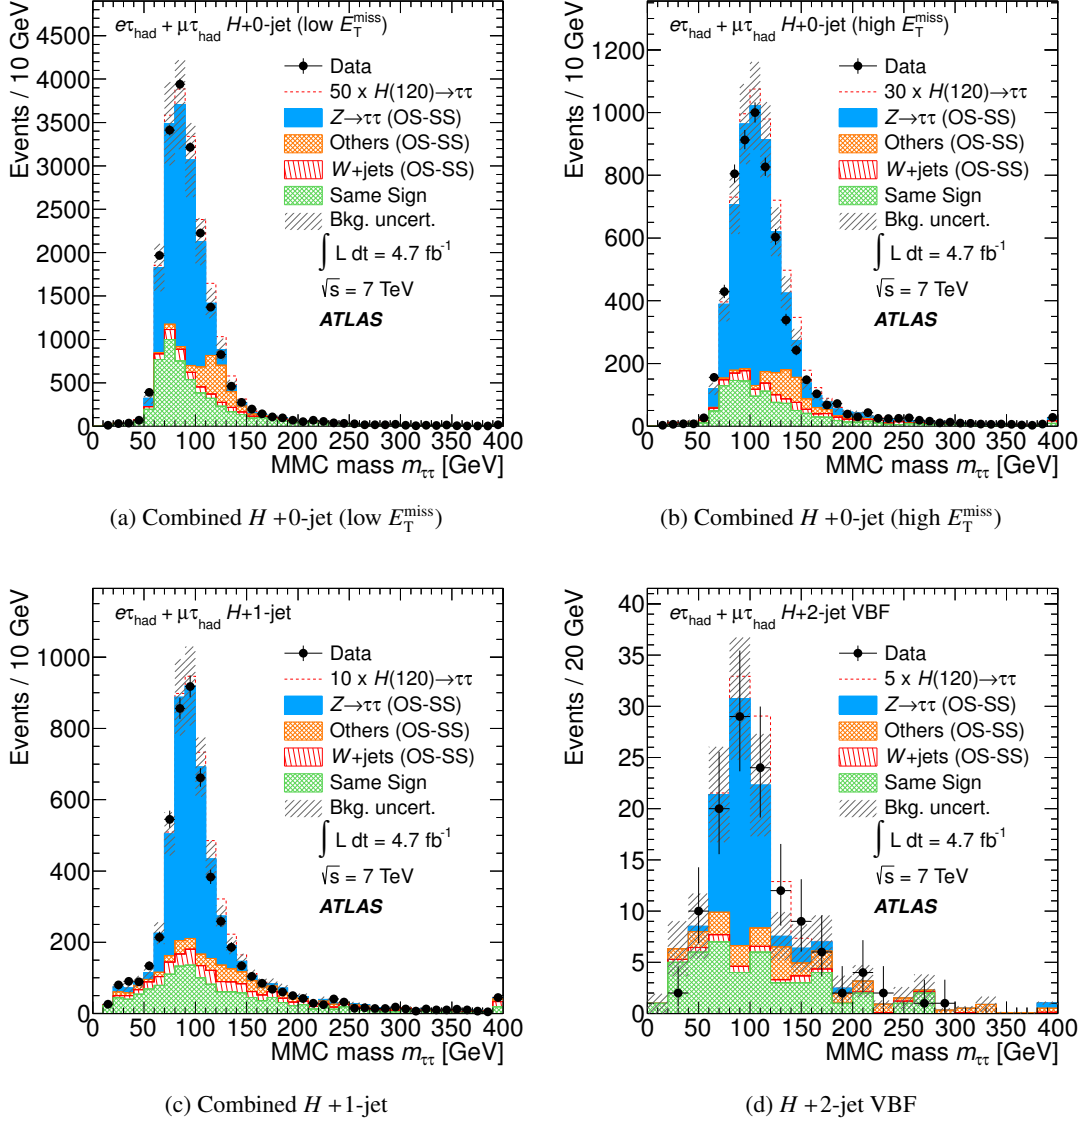 eτhad + μτhad H+0-jet (low E_T^miss)
Events / 10 GeV
4500
4000
3500
3000
2500
2000
1500
1000
500
0
Data
50 x H(120)→ττ
Z→ττ (OS-SS)
Others (OS-SS)
W+jets (OS-SS)
Same Sign
Bkg. uncert.
∫ L dt = 4.7 fb⁻¹
√s = 7 TeV
ATLAS
0 50 100 150 200 250 300 350 400
MMC mass mττ [GeV]
(a) Combined H +0-jet (low E_T^miss)
eτhad + μτhad H+0-jet (high E_T^miss)
Events / 10 GeV
1200
1000
800
600
400
200
0
Data
30 x H(120)→ττ
Z→ττ (OS-SS)
Others (OS-SS)
W+jets (OS-SS)
Same Sign
Bkg. uncert.
∫ L dt = 4.7 fb⁻¹
√s = 7 TeV
ATLAS
0 50 100 150 200 250 300 350 400
MMC mass mττ [GeV]
(b) Combined H +0-jet (high E_T^miss)
eτhad + μτhad H+1-jet
Events / 10 GeV
1000
800
600
400
200
0
Data
10 x H(120)→ττ
Z→ττ (OS-SS)
Others (OS-SS)
W+jets (OS-SS)
Same Sign
Bkg. uncert.
∫ L dt = 4.7 fb⁻¹
√s = 7 TeV
ATLAS
0 50 100 150 200 250 300 350 400
MMC mass mττ [GeV]
(c) Combined H +1-jet
eτhad + μτhad H+2-jet VBF
Events / 20 GeV
40
35
30
25
20
15
10
5
0
Data
5 x H(120)→ττ
Z→ττ (OS-SS)
Others (OS-SS)
W+jets (OS-SS)
Same Sign
Bkg. uncert.
∫ L dt = 4.7 fb⁻¹
√s = 7 TeV
ATLAS
0 50 100 150 200 250 300 350 400
MMC mass mττ [GeV]
(d) H +2-jet VBF